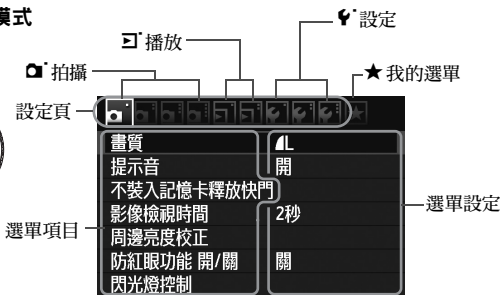 模式
設定
播放
拍攝
我的選單
設定頁
畫質 L
提示音 開
不裝入記憶卡釋放快門
影像檢視時間 2秒
選單設定
選單項目
周邊亮度校正
防紅眼功能 開/關 關
閃光燈控制